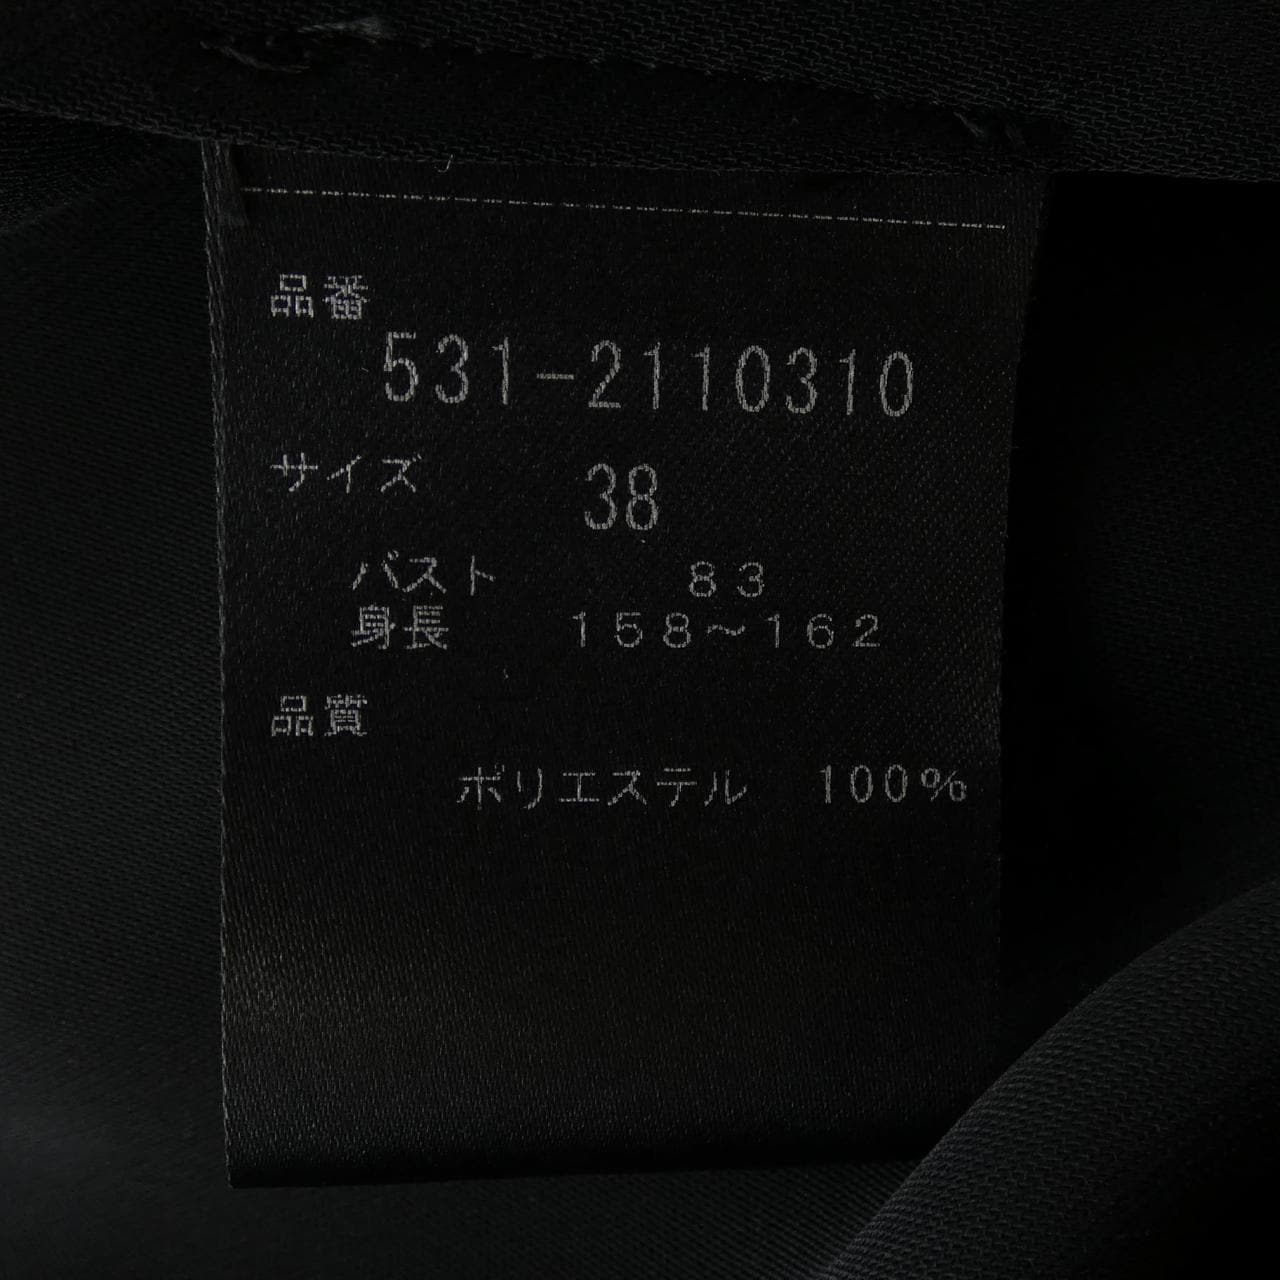 品番
531-2110310
サイズ 38
バスト 83
身長 158～162
品質
ポリエステル 100%